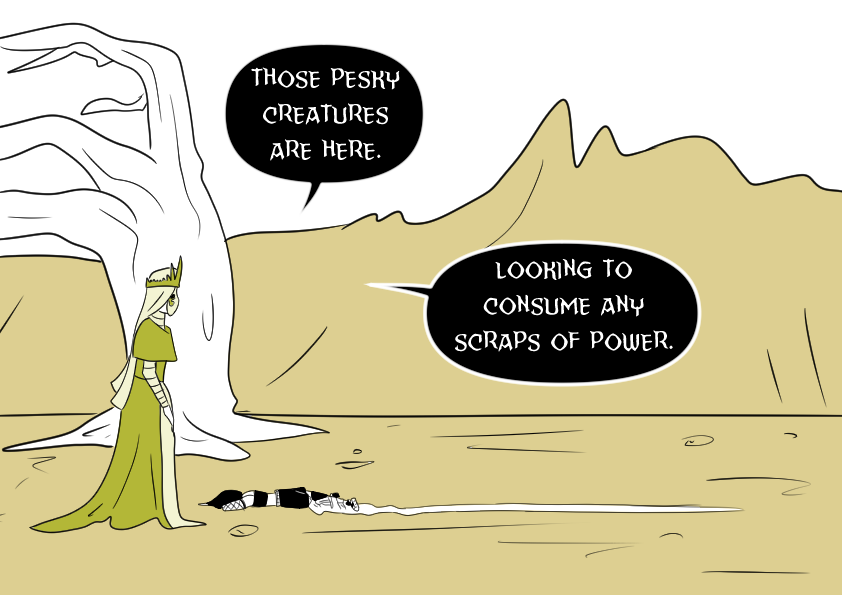 THOSE PESKY
CREATURES
ARE HERE.
LOOKING TO
CONSUME ANY
SCRAPS OF POWER.